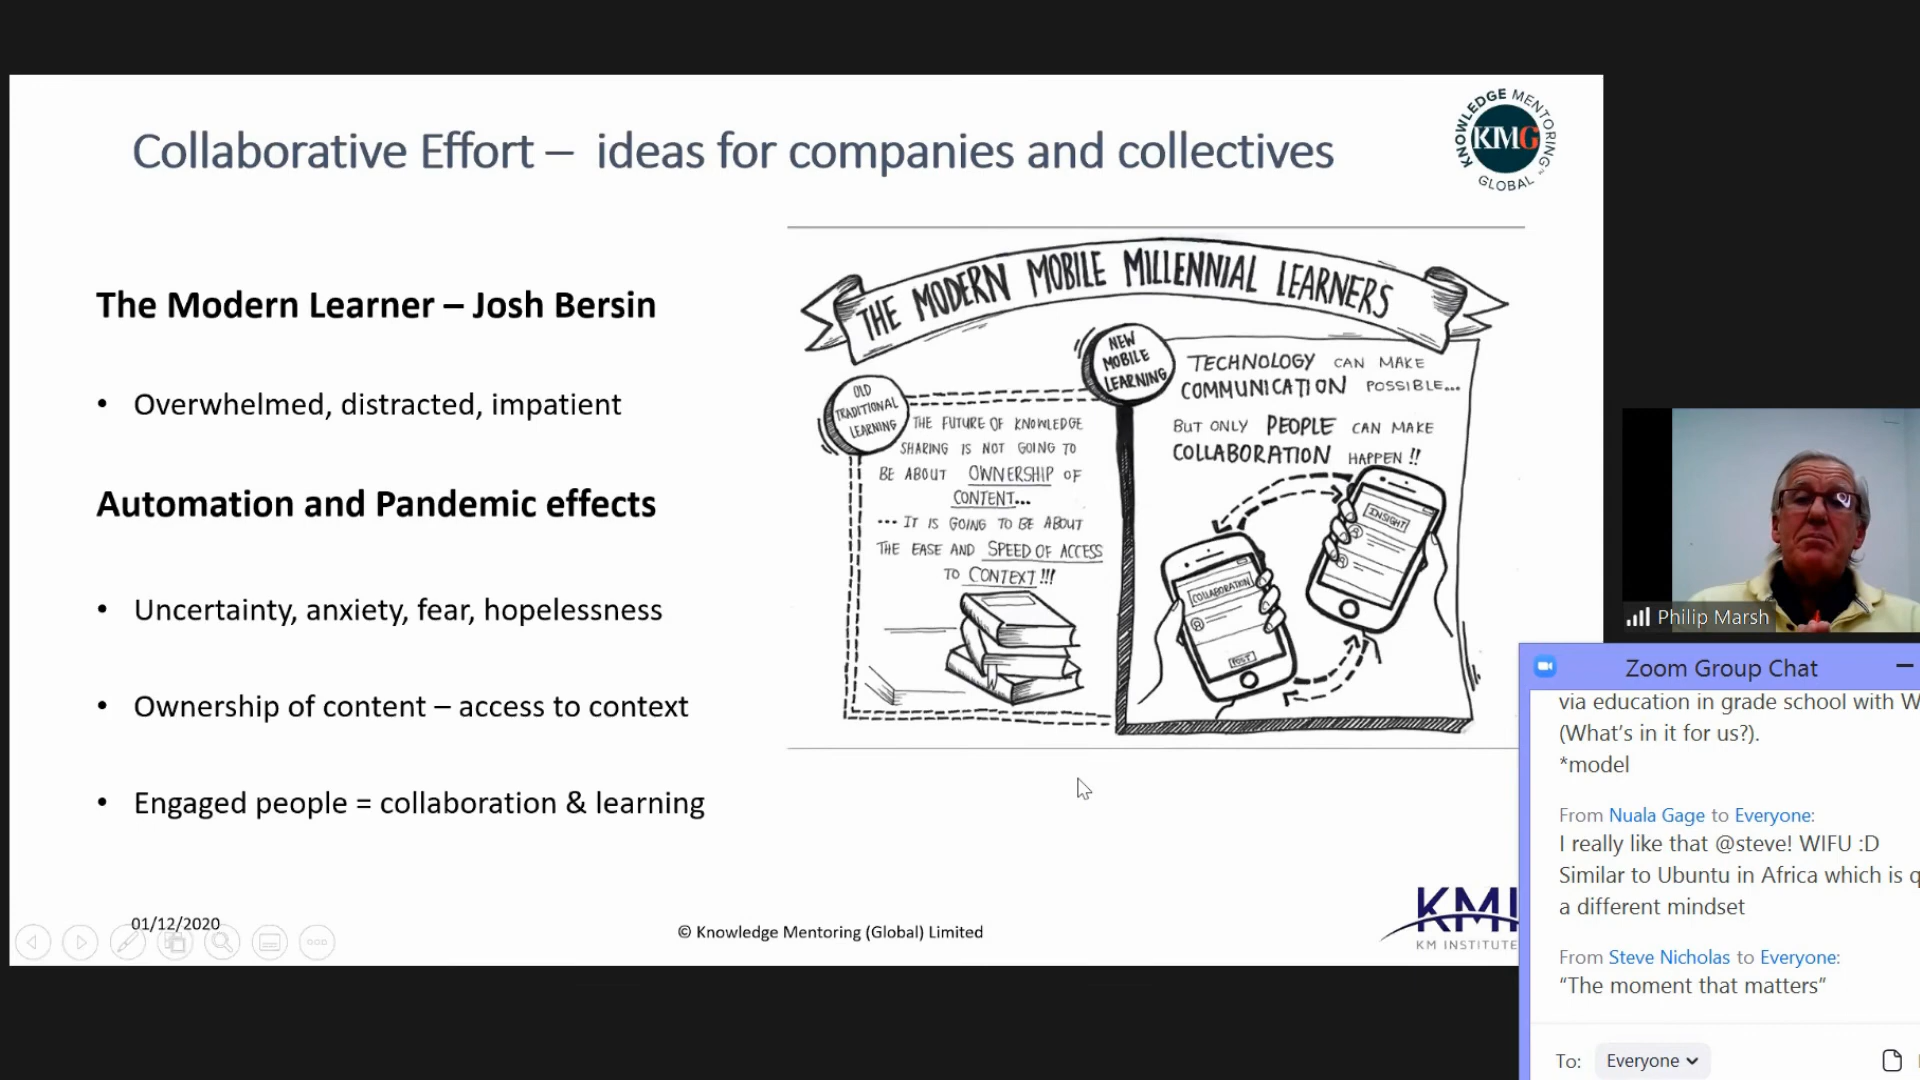 Collaborative Effort – ideas for companies and collectives
KNOWLEDGE MENTORING™
KMG
GLOBAL
The Modern Learner – Josh Bersin
• Overwhelmed, distracted, impatient
Automation and Pandemic effects
• Uncertainty, anxiety, fear, hopelessness
• Ownership of content – access to context
• Engaged people = collaboration & learning
THE MODERN MOBILE MILLENNIAL LEARNERS
OLD
TRADITIONAL
LEARNING
THE FUTURE OF KNOWLEDGE
SHARING IS NOT GOING TO
BE ABOUT OWNERSHIP OF
CONTENT...
... IT IS GOING TO BE ABOUT
THE EASE AND SPEED OF ACCESS
TO CONTEXT!!!
NEW
MOBILE
LEARNING
TECHNOLOGY CAN MAKE
COMMUNICATION POSSIBLE...
BUT ONLY PEOPLE CAN MAKE
COLLABORATION HAPPEN!!
INSIGHT
COLLABORATION
POST
01/12/2020
© Knowledge Mentoring (Global) Limited
KMI
KM INSTITUTE
Philip Marsh
Zoom Group Chat
via education in grade school with W
(What's in it for us?).
*model
From Nuala Gage to Everyone:
I really like that @steve! WIFU :D
Similar to Ubuntu in Africa which is q
a different mindset
From Steve Nicholas to Everyone:
“The moment that matters”
To: Everyone